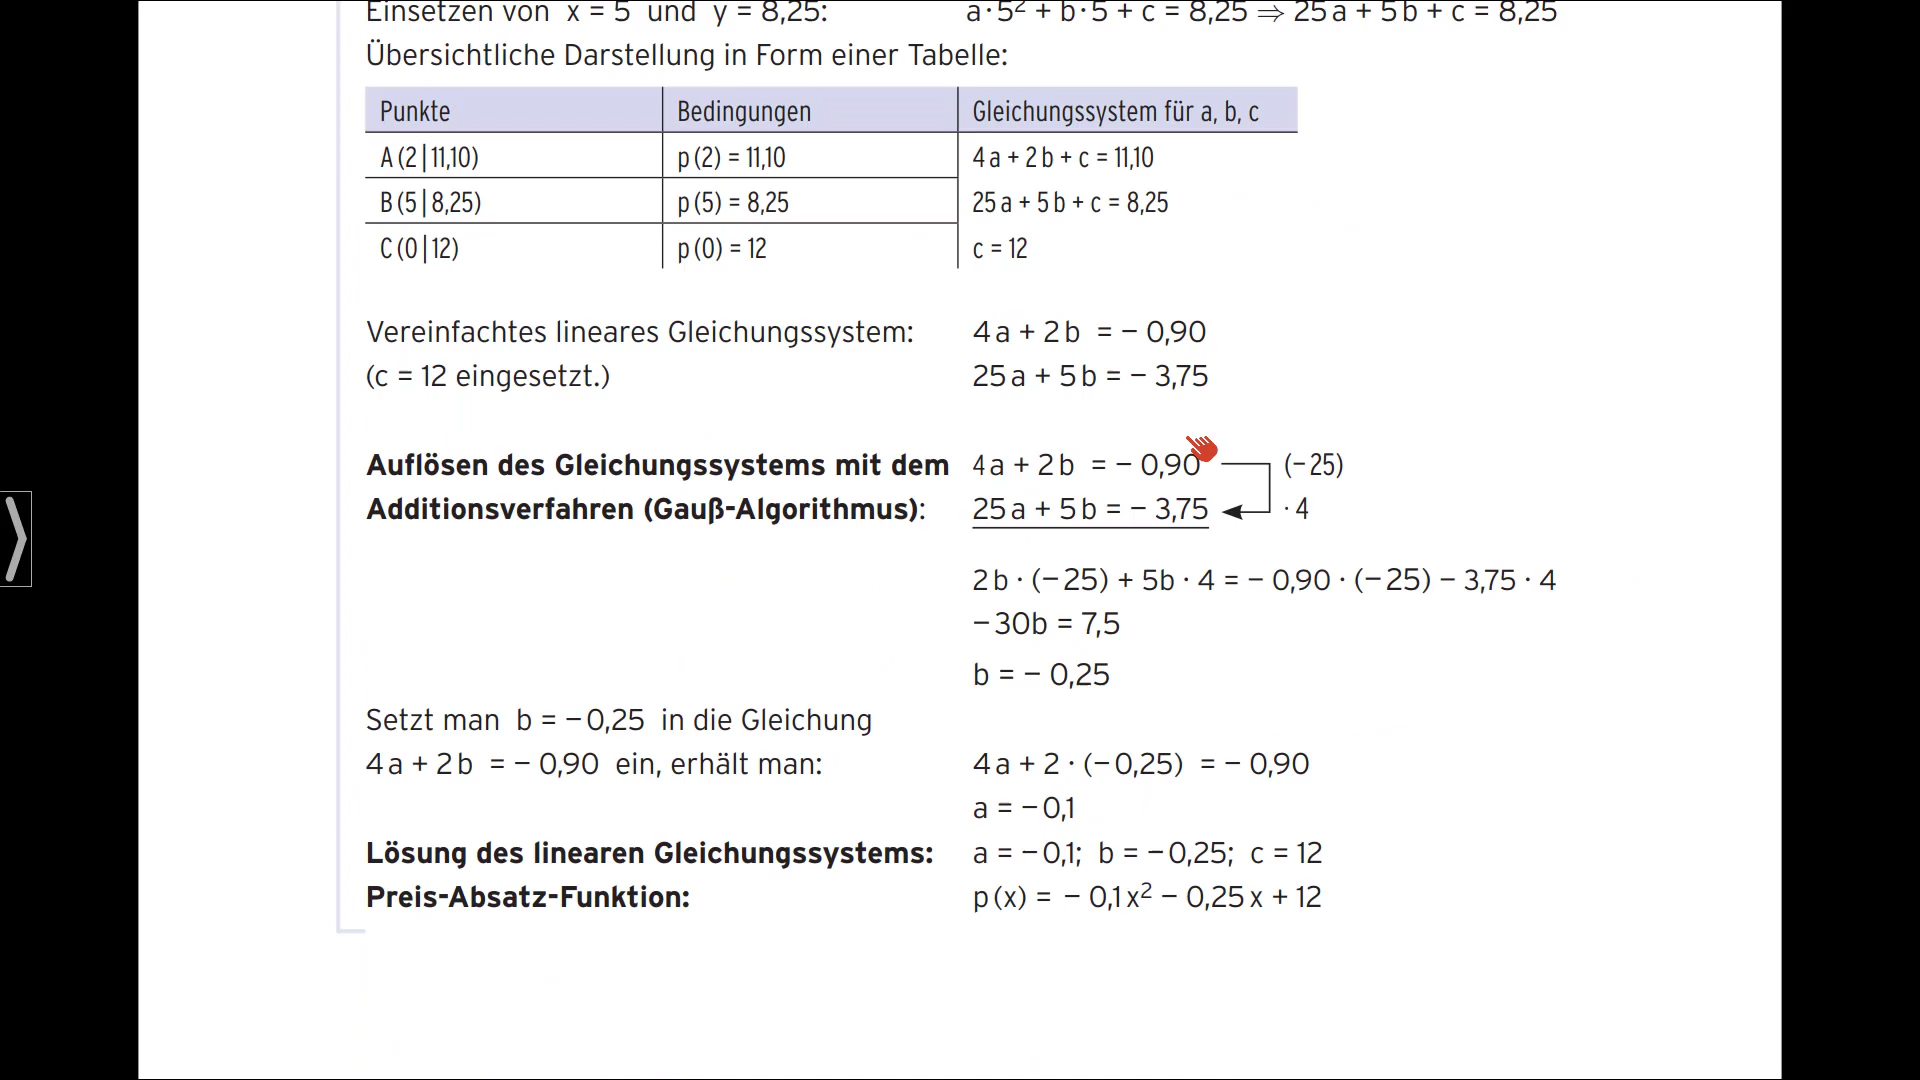 Einsetzen von x = 5 und y = 8,25: a·5² + b·5 + c = 8,25 ⇒ 25a + 5b + c = 8,25
Übersichtliche Darstellung in Form einer Tabelle:
Punkte Bedingungen Gleichungssystem für a, b, c
A(2|11,10) p(2) = 11,10 4a + 2b + c = 11,10
B(5|8,25) p(5) = 8,25 25a + 5b + c = 8,25
C(0|12) p(0) = 12 c = 12
Vereinfachtes lineares Gleichungssystem: 4a + 2b = − 0,90
(c = 12 eingesetzt.) 25a + 5b = − 3,75
Auflösen des Gleichungssystems mit dem 4a + 2b = − 0,90 (−25)
Additionsverfahren (Gauß-Algorithmus): 25a + 5b = − 3,75 · 4
2b · (−25) + 5b · 4 = − 0,90 · (−25) − 3,75 · 4
−30b = 7,5
b = − 0,25
Setzt man b = −0,25 in die Gleichung
4a + 2b = − 0,90 ein, erhält man: 4a + 2 · (−0,25) = − 0,90
a = −0,1
Lösung des linearen Gleichungssystems: a = −0,1; b = −0,25; c = 12
Preis-Absatz-Funktion: p(x) = − 0,1x² − 0,25x + 12